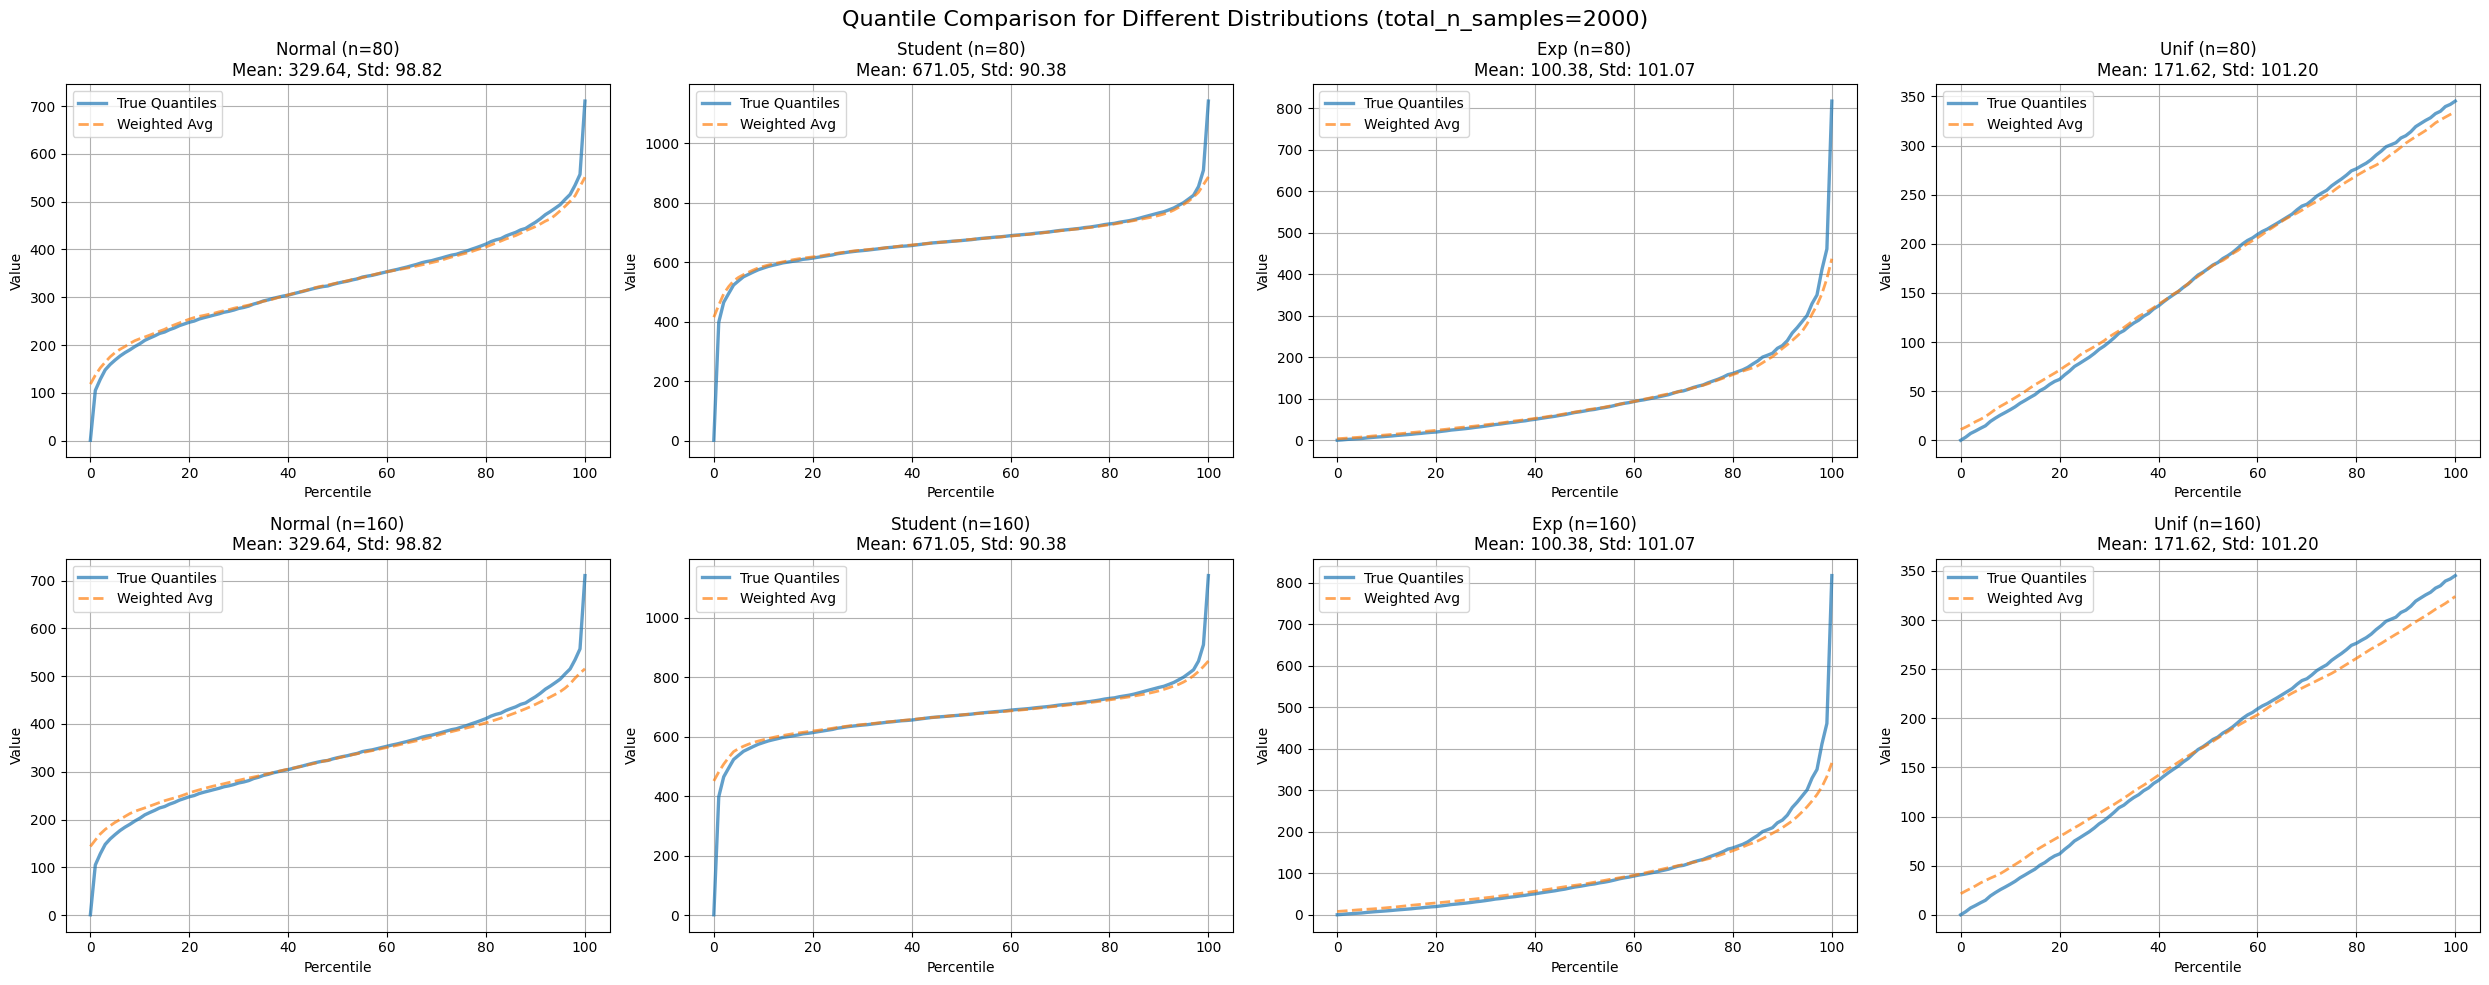 Quantile Comparison for Different Distributions (total_n_samples=2000)
Normal (n=80)
Mean: 329.64, Std: 98.82
True Quantiles
Weighted Avg
700
600
500
400
300
200
100
0
Value
0 20 40 60 80 100
Percentile
Student (n=80)
Mean: 671.05, Std: 90.38
True Quantiles
Weighted Avg
1000
800
600
400
200
0
Value
0 20 40 60 80 100
Percentile
Exp (n=80)
Mean: 100.38, Std: 101.07
True Quantiles
Weighted Avg
800
700
600
500
400
300
200
100
0
Value
0 20 40 60 80 100
Percentile
Unif (n=80)
Mean: 171.62, Std: 101.20
True Quantiles
Weighted Avg
350
300
250
200
150
100
50
0
Value
0 20 40 60 80 100
Percentile
Normal (n=160)
Mean: 329.64, Std: 98.82
True Quantiles
Weighted Avg
700
600
500
400
300
200
100
0
Value
0 20 40 60 80 100
Percentile
Student (n=160)
Mean: 671.05, Std: 90.38
True Quantiles
Weighted Avg
1000
800
600
400
200
0
Value
0 20 40 60 80 100
Percentile
Exp (n=160)
Mean: 100.38, Std: 101.07
True Quantiles
Weighted Avg
800
700
600
500
400
300
200
100
0
Value
0 20 40 60 80 100
Percentile
Unif (n=160)
Mean: 171.62, Std: 101.20
True Quantiles
Weighted Avg
350
300
250
200
150
100
50
0
Value
0 20 40 60 80 100
Percentile